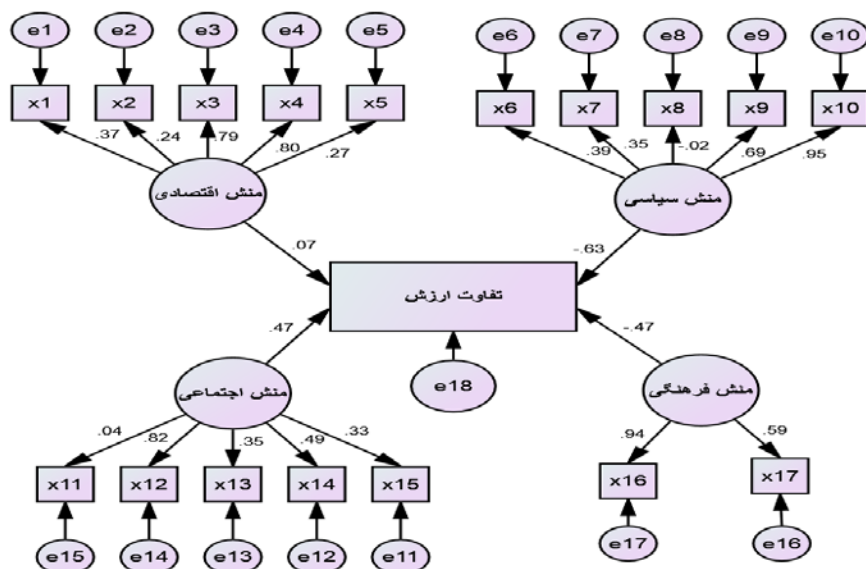 e1 e2 e3 e4 e5
e6 e7 e8 e9 e10
x1 x2 x3 x4 x5
x6 x7 x8 x9 x10
.37 .24 .79 .80 .27
.39 .35 -.02 .69 .95
منش اقتصادی
منش سیاسی
.07
-.63
تفاوت ارزش
.47
-.47
e18
منش اجتماعی
منش فرهنگی
.04 .82 .35 .49 .33
.94 .59
x11 x12 x13 x14 x15
x16 x17
e15 e14 e13 e12 e11
e17 e16